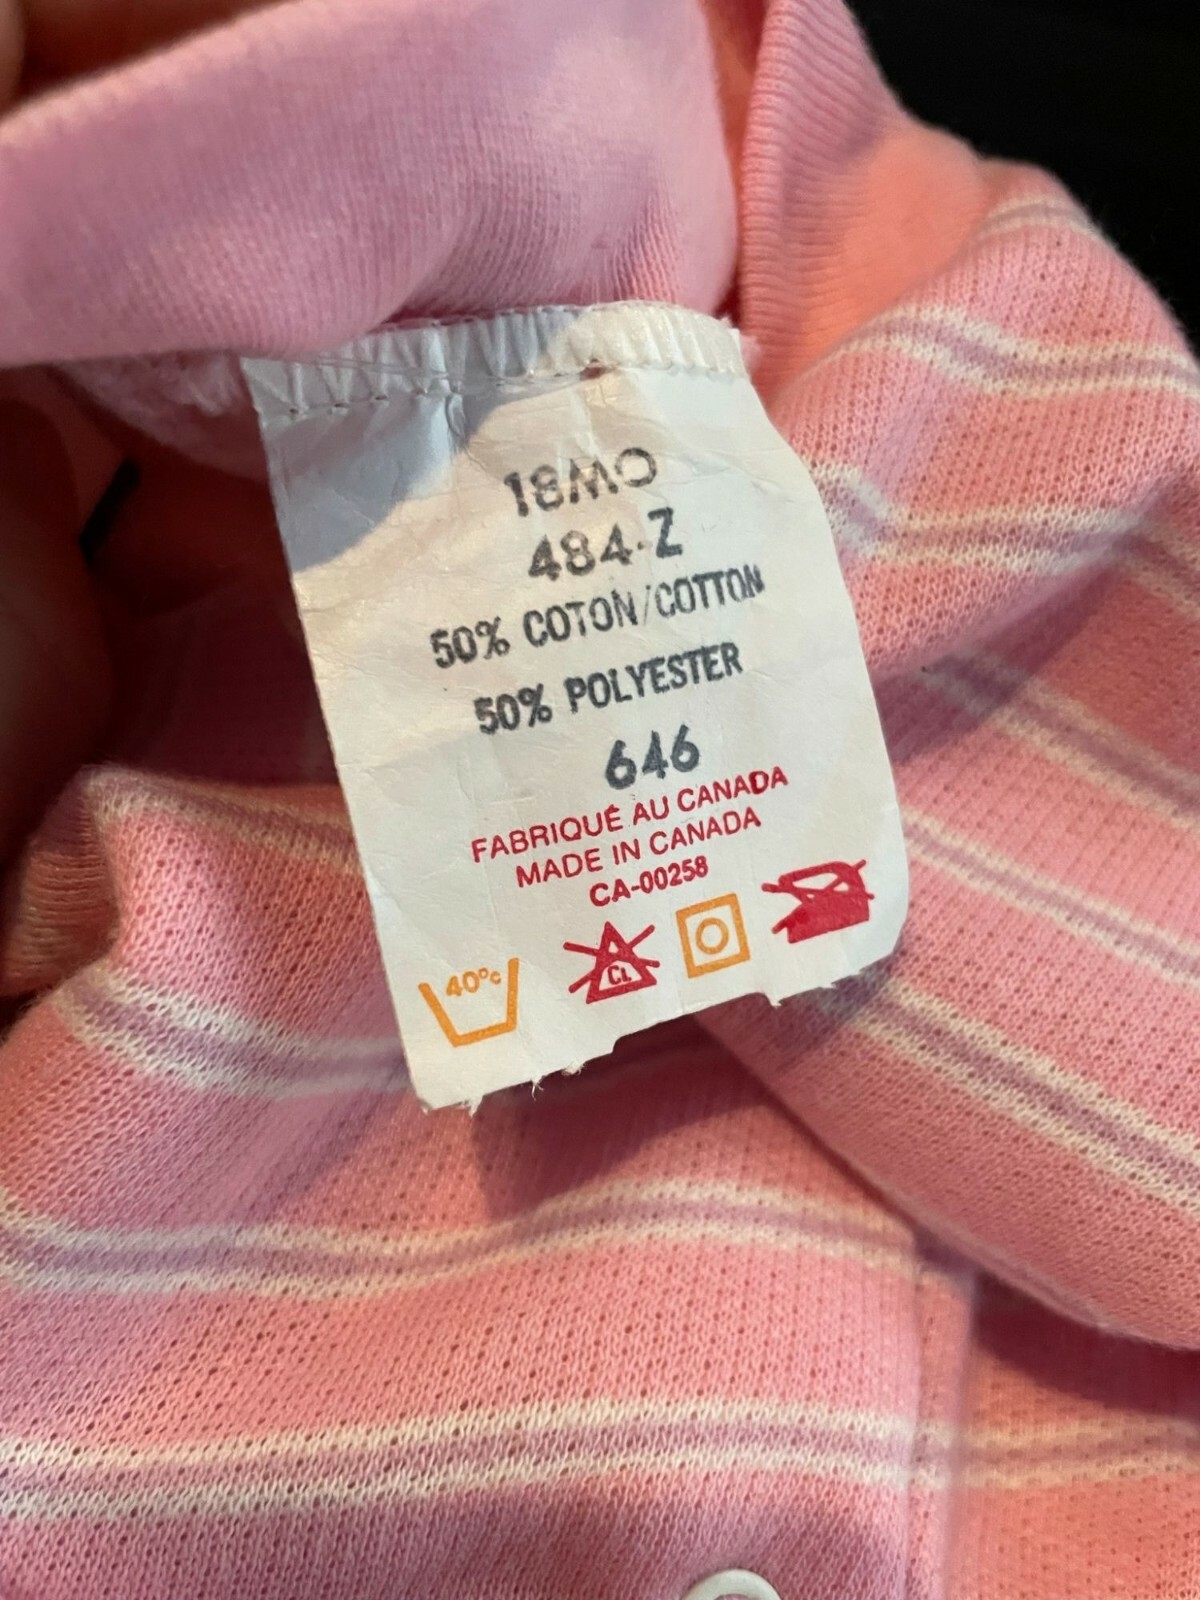 18MO
484-Z
50% COTON/COTTON
50% POLYESTER
646
FABRIQUÉ AU CANADA
MADE IN CANADA
CA-00258
40°c CL